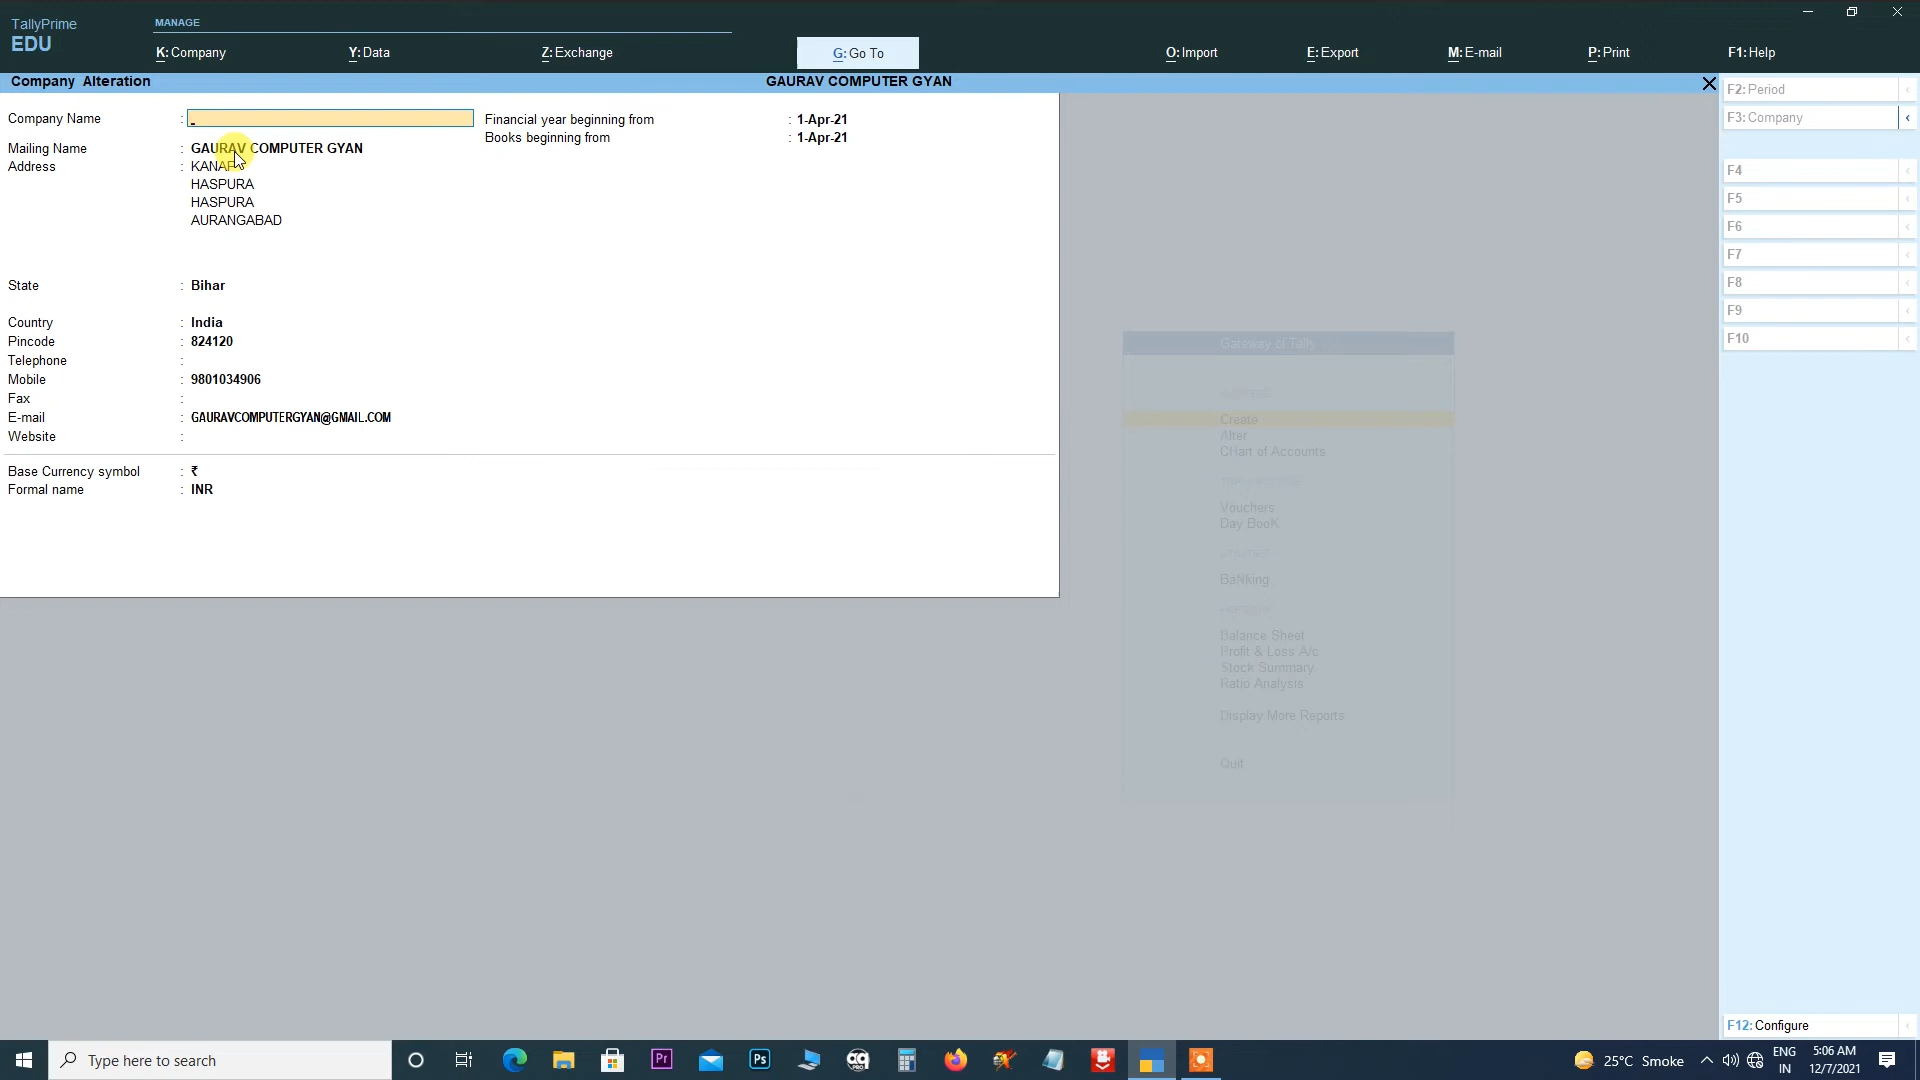 TallyPrime
EDU
MANAGE
K: Company
Y: Data
Z: Exchange
G: Go To
O: Import
E: Export
M: E-mail
P: Print
F1: Help
Company Alteration
GAURAV COMPUTER GYAN
Company Name :
Financial year beginning from : 1-Apr-21
Books beginning from : 1-Apr-21
Mailing Name : GAURAV COMPUTER GYAN
Address :
HASPURA
HASPURA
AURANGABAD
State : Bihar
Country : India
Pincode : 824120
Telephone :
Mobile : 9801034906
Fax :
E-mail : GAURAVCOMPUTERGYAN@GMAIL.COM
Website :
Base Currency symbol : ₹
Formal name : INR
Gateway of Tally
Create
Alter
CHart of Accounts
Vouchers
Day BooK
BaNking
Balance Sheet
Profit & Loss A/c
Stock Summary
Ratio Analysis
Display More Reports
Quit
F2: Period
F3: Company
F4
F5
F6
F7
F8
F9
F10
F12: Configure
Type here to search
Pr
Ps
25°C Smoke
ENG
IN
5:06 AM
12/7/2021